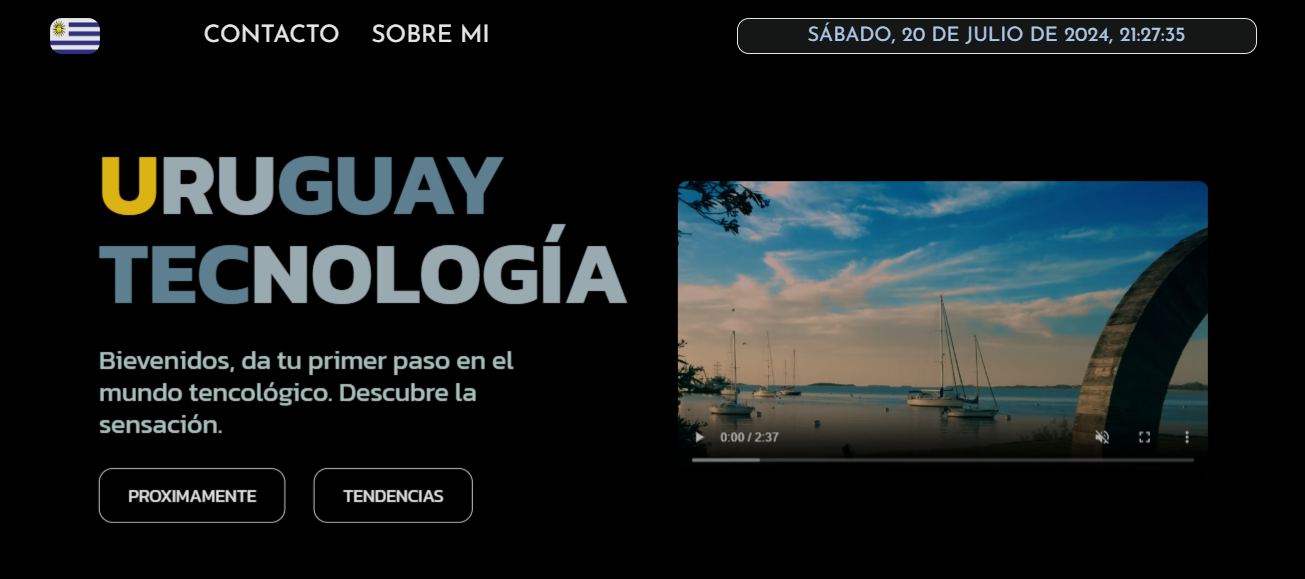 CONTACTO SOBRE MI SÁBADO, 20 DE JULIO DE 2024, 21:27:35
URUGUAY
TECNOLOGÍA
Bievenidos, da tu primer paso en el
mundo tencológico. Descubre la
sensación.
PROXIMAMENTE TENDENCIAS
0:00 / 2:37